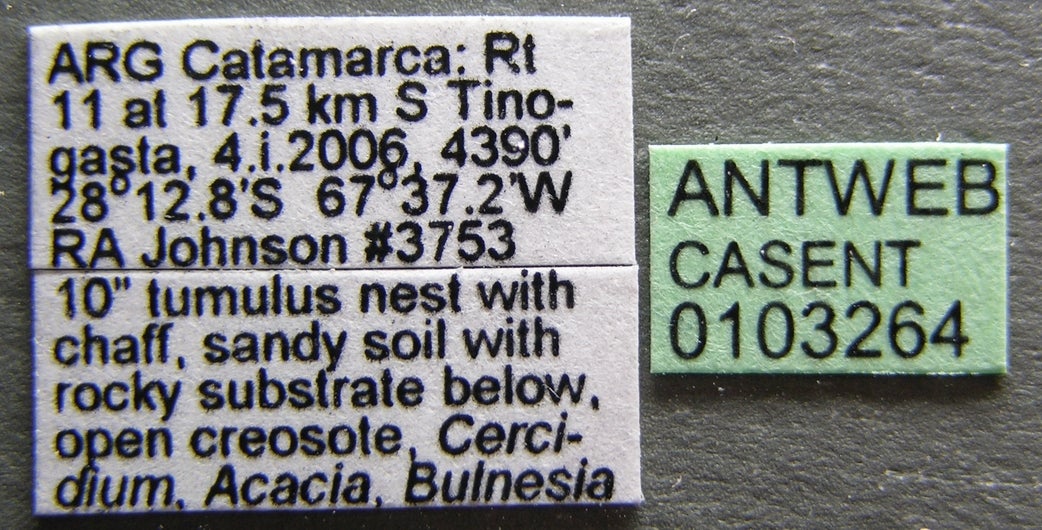 ARG Catamarca: Rt
11 at 17.5 km S Tino-
gasta, 4.i.2006, 4390'
28°12.8'S 67°37.2'W
RA Johnson #3753
10" tumulus nest with
chaff, sandy soil with
rocky substrate below,
open creosote, Cerci-
dium, Acacia, Bulnesia
ANTWEB
CASENT
0103264